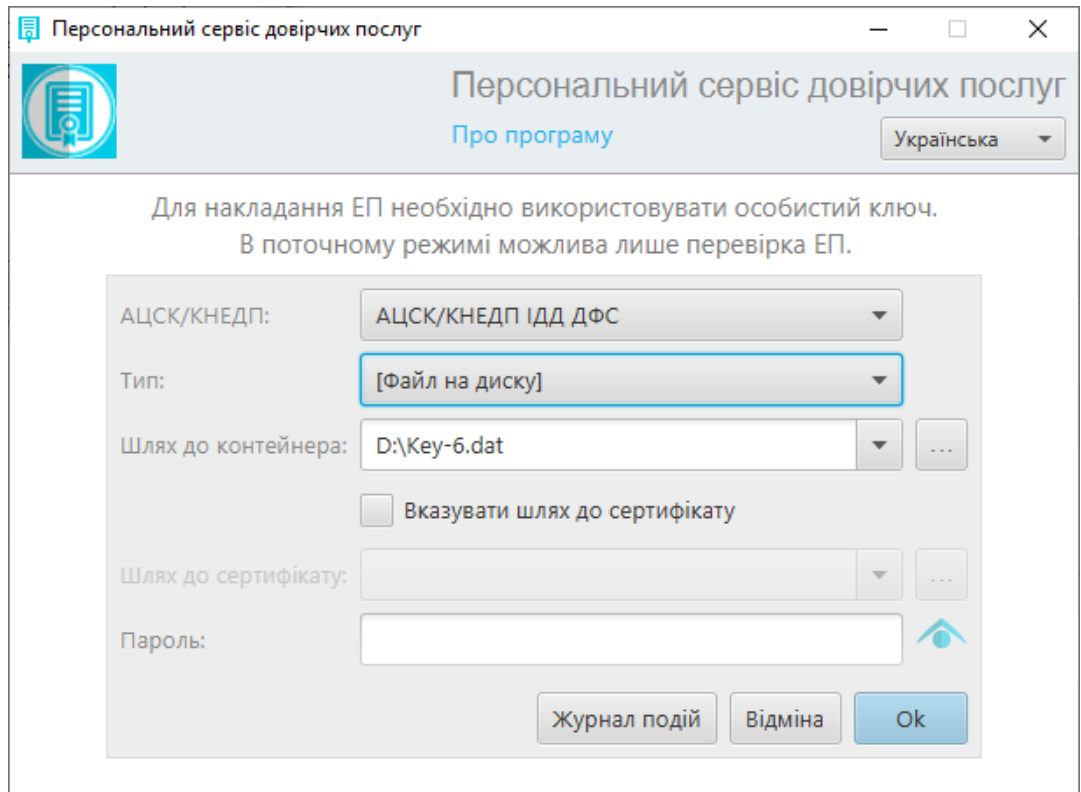 Персональний сервіс довірчих послуг
Персональний сервіс довірчих послуг
Про програму
Українська
Для накладання ЕП необхідно використовувати особистий ключ.
В поточному режимі можлива лише перевірка ЕП.
АЦСК/КНЕДП: АЦСК/КНЕДП ІДД ДФС
Тип: [Файл на диску]
Шлях до контейнера: D:\Key-6.dat ...
Вказувати шлях до сертифікату
Шлях до сертифікату: ...
Пароль:
Журнал подій Відміна Ok